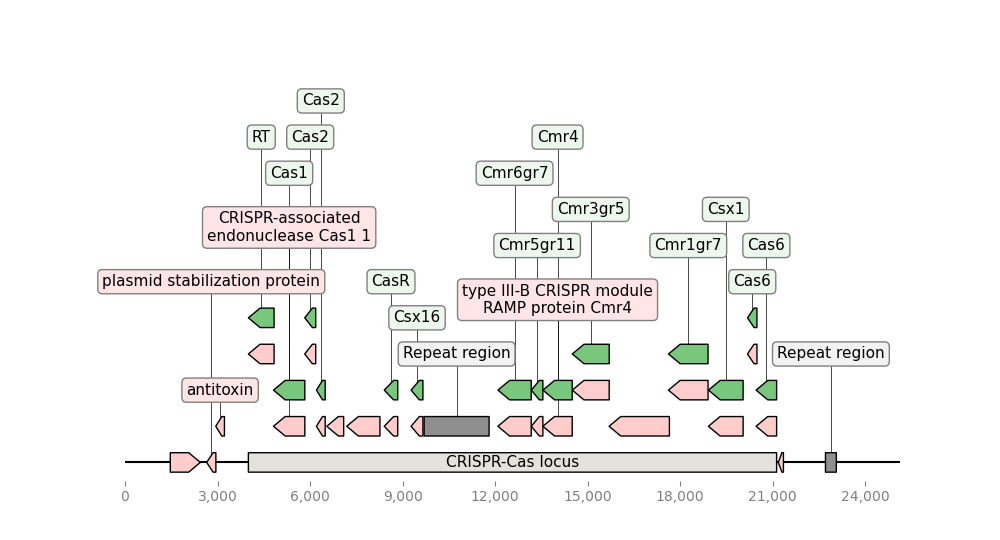 Cas2
RT
Cas2
Cmr4
Cas1
Cmr6gr7
CRISPR-associated
endonuclease Cas1 1
Cmr3gr5
Csx1
Cmr5gr11
Cmr1gr7
Cas6
plasmid stabilization protein
CasR
type III-B CRISPR module
RAMP protein Cmr4
Cas6
Csx16
Repeat region
Repeat region
antitoxin
CRISPR-Cas locus
0
3,000
6,000
9,000
12,000
15,000
18,000
21,000
24,000